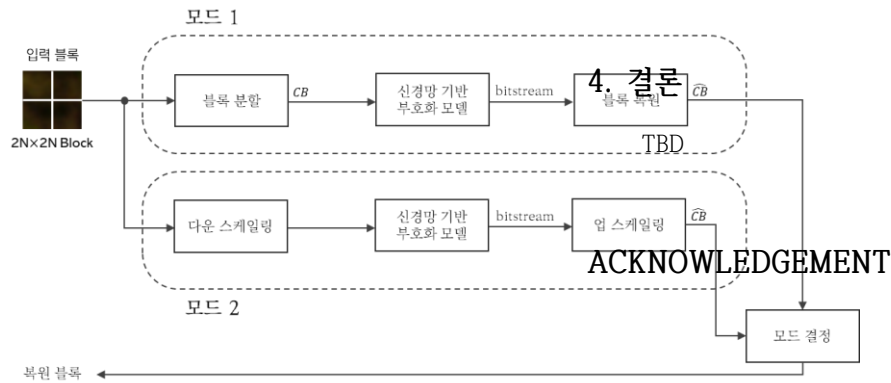 모드 1
입력 블록
2N×2N Block
블록 분할
CB
신경망 기반
부호화 모델
bitstream
블록 복원
CB
4. 결론
TBD
다운 스케일링
신경망 기반
부호화 모델
bitstream
업 스케일링
CB
ACKNOWLEDGEMENT
모드 2
모드 결정
복원 블록